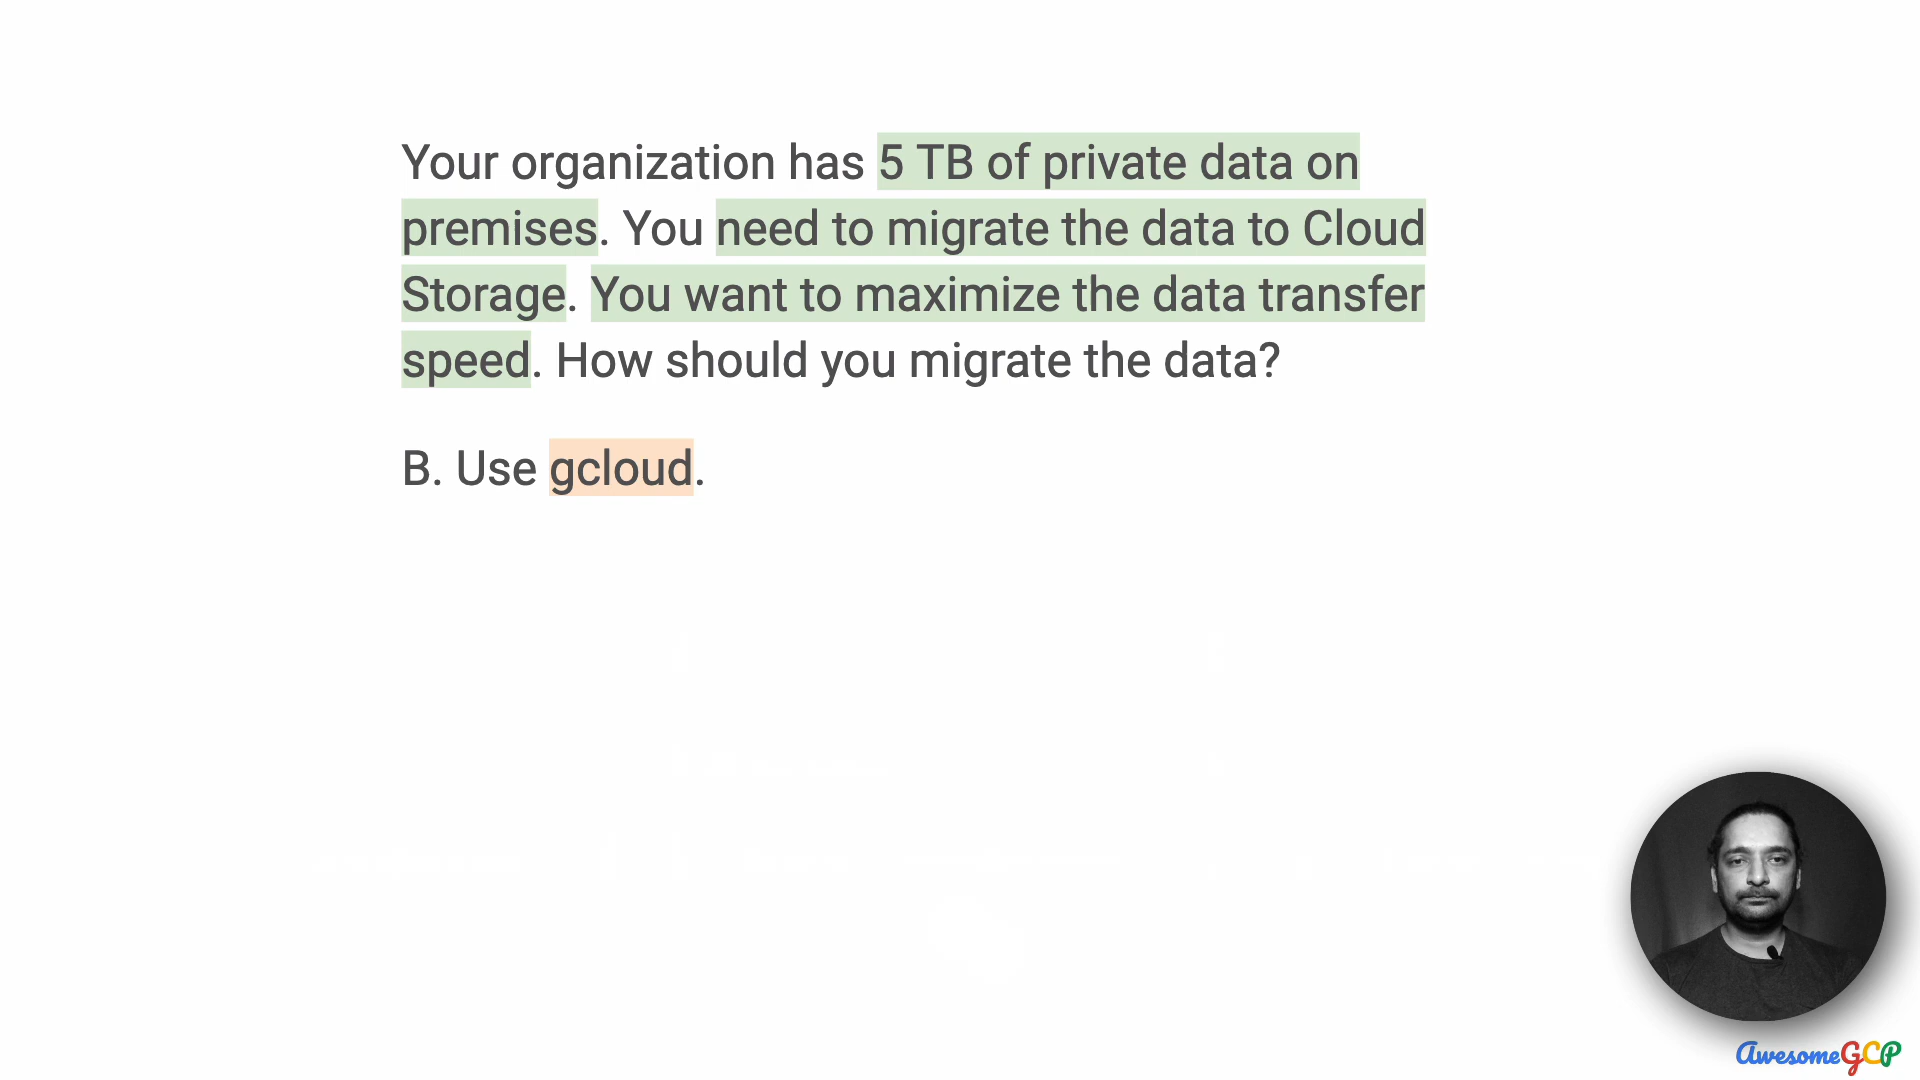 Your organization has 5 TB of private data on
premises. You need to migrate the data to Cloud
Storage. You want to maximize the data transfer
speed. How should you migrate the data?
B. Use gcloud.
AwesomeGCP